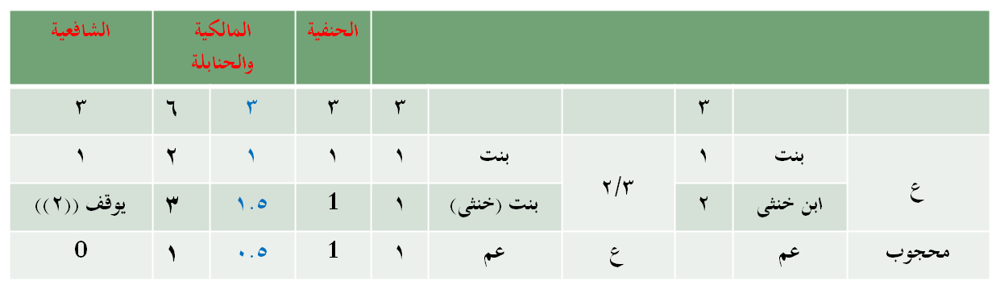 الحنفية المالكية والحنابلة الشافعية
٣ ٣ ٣ ٣ ٦ ٣
ع بنت ١ ٢/٣ بنت ١ ١ ١ ٢ ١
ابن خنثى ٢ بنت (خنثى) ١ 1 ١.٥ ٣ يوقف ((٢))
محجوب عم ع عم ١ 1 ٠.٥ ١ 0